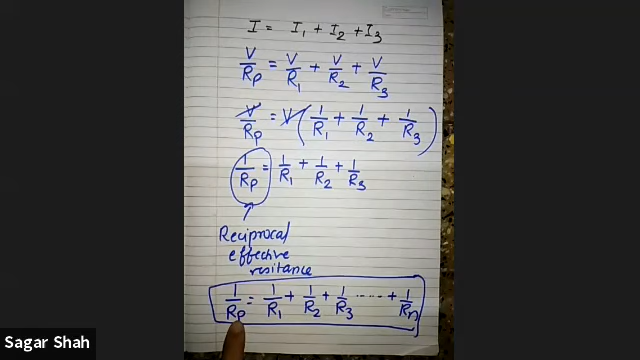 I = I₁ + I₂ + I₃
V/Rp = V/R₁ + V/R₂ + V/R₃
V/Rp = V(1/R₁ + 1/R₂ + 1/R₃)
1/Rp = 1/R₁ + 1/R₂ + 1/R₃
Reciprocal
effective
resitance
1/Rp = 1/R₁ + 1/R₂ + 1/R₃ ...... + 1/Rn
Sagar Shah